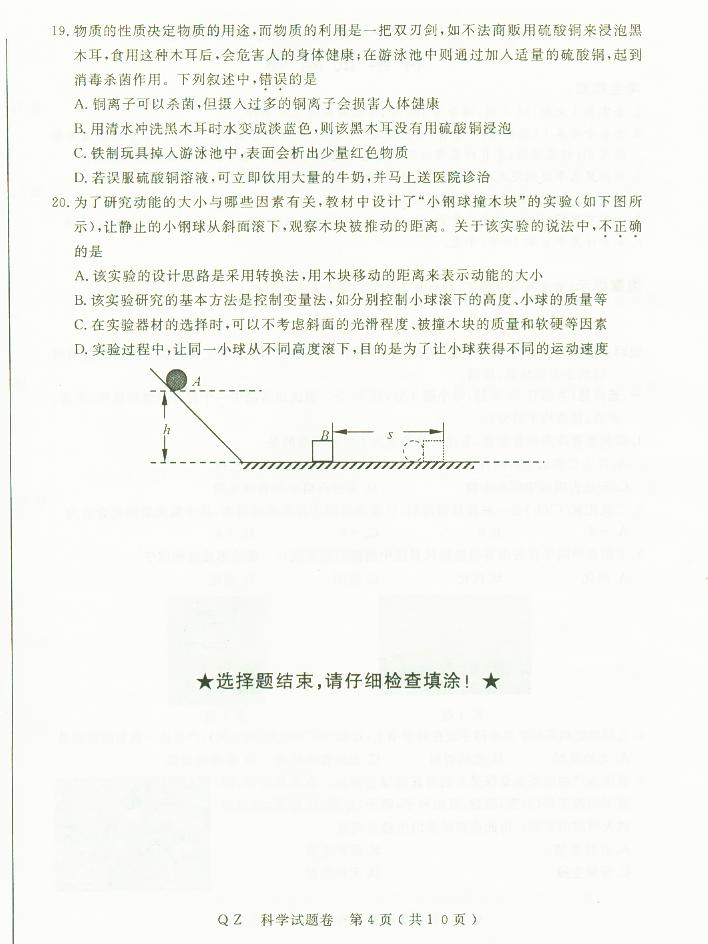 19. 物质的性质决定物质的用途,而物质的利用是一把双刃剑,如不法商贩用硫酸铜来浸泡黑
木耳,食用这种木耳后,会危害人的身体健康;在游泳池中则通过加入适量的硫酸铜,起到
消毒杀菌作用。下列叙述中,错误的是
A. 铜离子可以杀菌,但摄入过多的铜离子会损害人体健康
B. 用清水冲洗黑木耳时水变成淡蓝色,则该黑木耳没有用硫酸铜浸泡
C. 铁制玩具掉入游泳池中,表面会析出少量红色物质
D. 若误服硫酸铜溶液,可立即饮用大量的牛奶,并马上送医院诊治
20. 为了研究动能的大小与哪些因素有关,教材中设计了“小钢球撞木块”的实验(如下图所
示),让静止的小钢球从斜面滚下,观察木块被推动的距离。关于该实验的说法中,不正确
的是
A. 该实验的设计思路是采用转换法,用木块移动的距离来表示动能的大小
B. 该实验研究的基本方法是控制变量法,如分别控制小球滚下的高度、小球的质量等
C. 在实验器材的选择时,可以不考虑斜面的光滑程度、被撞木块的质量和软硬等因素
D. 实验过程中,让同一小球从不同高度滚下,目的是为了让小球获得不同的运动速度
A
h
B
s
★选择题结束,请仔细检查填涂! ★
QZ 科学试题卷 第4页(共10页)